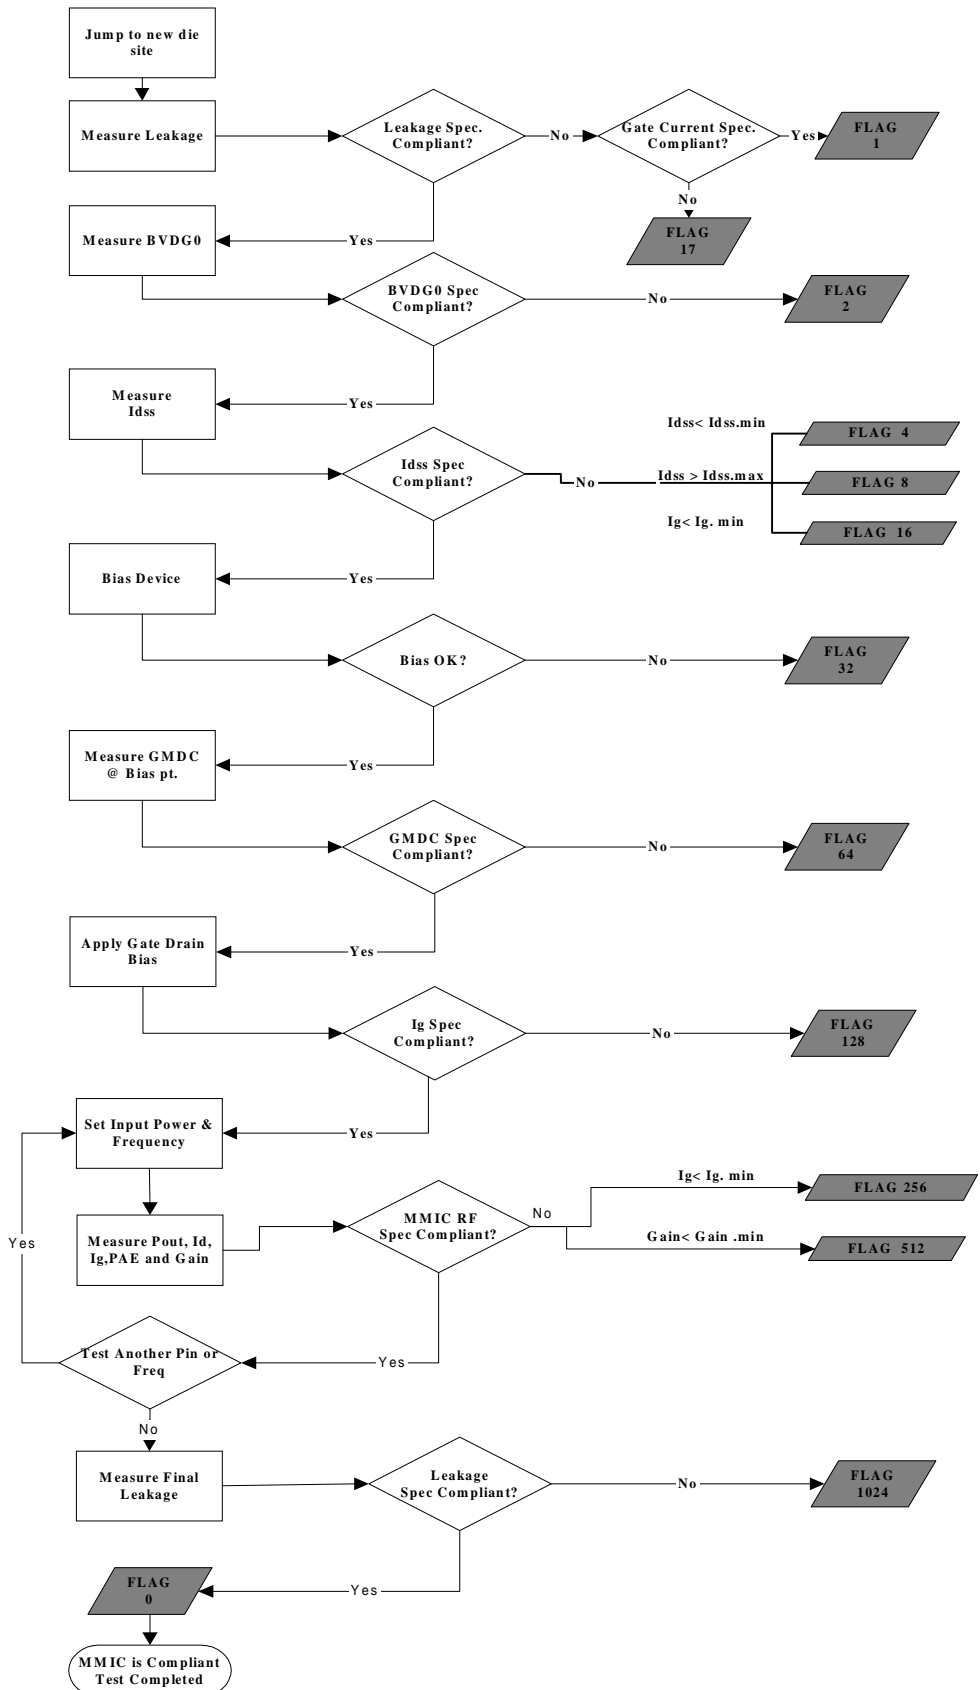 Jump to new die
site
Measure Leakage
Leakage Spec.
Compliant?
No
Gate Current Spec.
Compliant?
Yes
FLAG
1
No
FLAG
17
Measure BVDG0
Yes
BVDG0 Spec
Compliant?
No
FLAG
2
Measure
Idss
Yes
Idss Spec
Compliant?
No
Idss< Idss.min
FLAG 4
Idss > Idss.max
FLAG 8
Ig< Ig. min
FLAG 16
Bias Device
Yes
Bias OK?
No
FLAG
32
Measure GMDC
@ Bias pt.
Yes
GMDC Spec
Compliant?
No
FLAG
64
Apply Gate Drain
Bias
Yes
Ig Spec
Compliant?
No
FLAG
128
Set Input Power &
Frequency
Yes
Measure Pout, Id,
Ig,PAE and Gain
MMIC RF
Spec Compliant?
No
Ig< Ig. min
FLAG 256
Gain< Gain .min
FLAG 512
Yes
Test Another Pin or
Freq
Yes
No
Measure Final
Leakage
Leakage
Spec Compliant?
No
FLAG
1024
Yes
FLAG
0
MMIC is Compliant
Test Completed